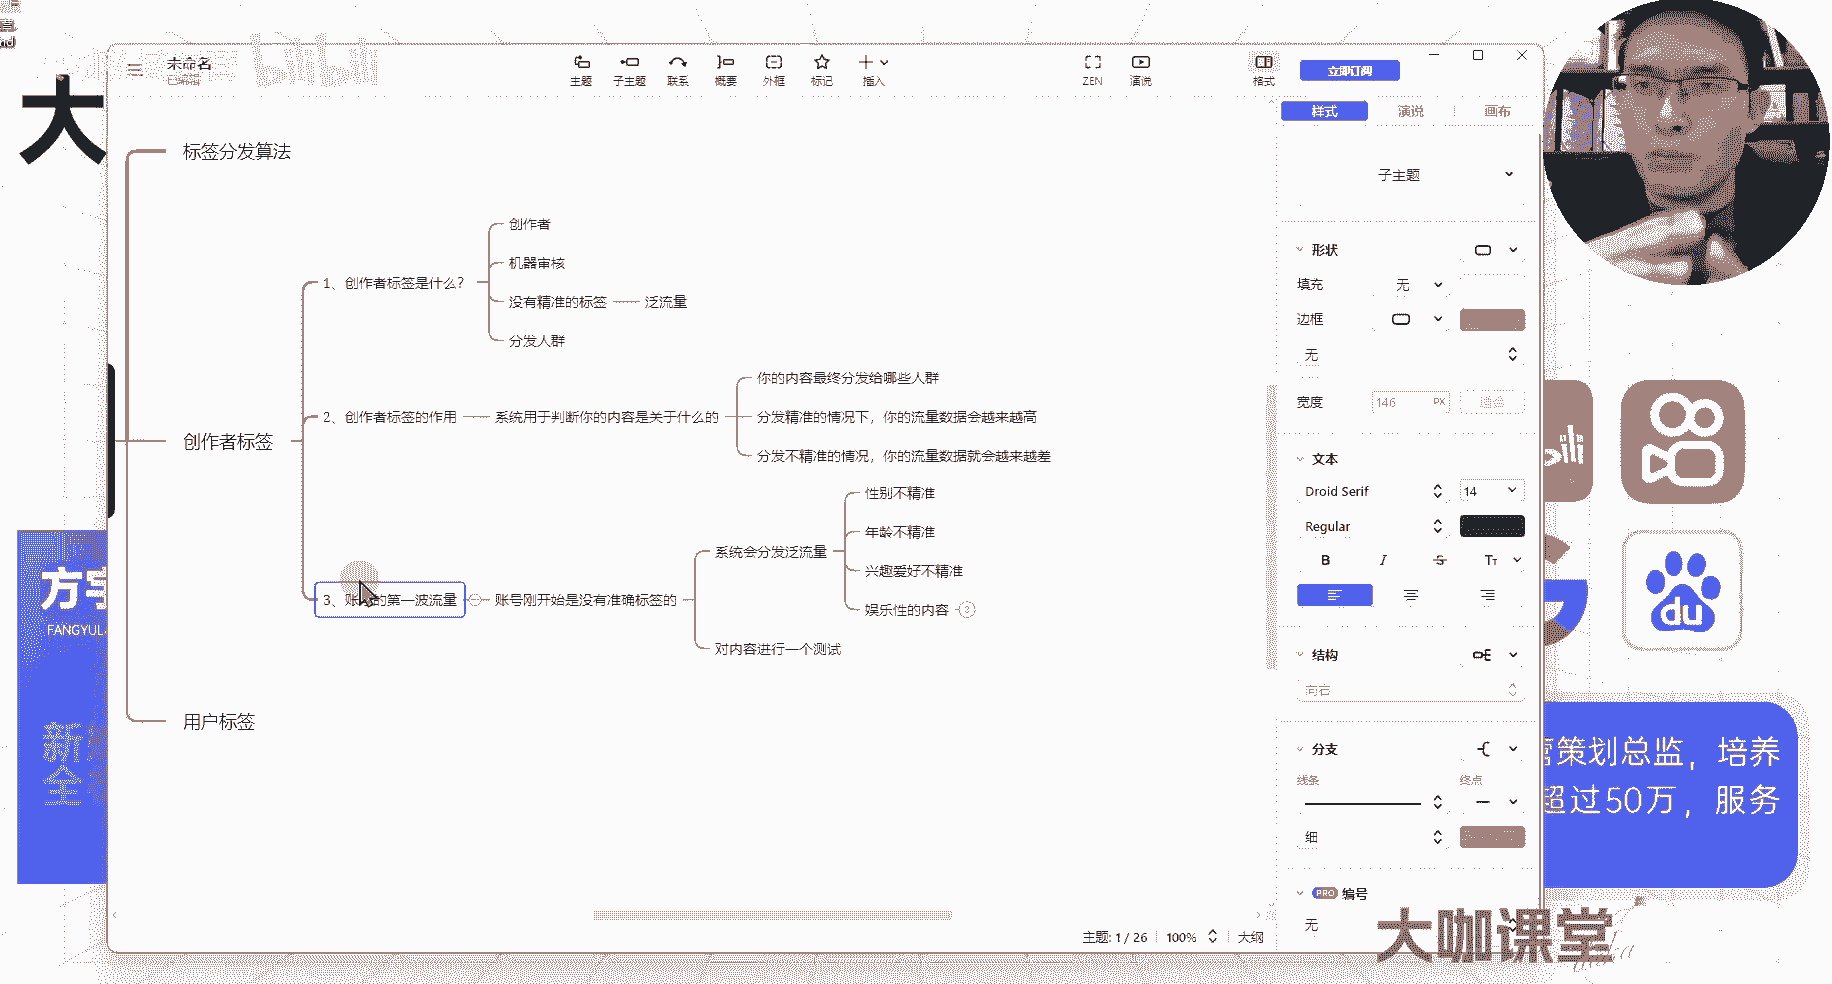 未命名
已编辑
主题
子主题
联系
概要
外框
标记
插入
ZEN
演说
格式
立即订阅
大
bilibili
样式
演说
画布
标签分发算法
子主题
创作者
形状
机器审核
1、创作者标签是什么?
填充
无
没有精准的标签
泛流量
边框
分发人群
无
你的内容最终分发给哪些人群
宽度
146
PX
2、创作者标签的作用
系统用于判断你的内容是关于什么的
分发精准的情况下,你的流量数据会越来越高
创作者标签
分发不精准的情况,你的流量数据就会越来越差
文本
性别不精准
Droid Serif
14
年龄不精准
Regular
系统会分发泛流量
B
I
S
兴趣爱好不精准
3、账
的第一波流量
账号刚开始是没有准确标签的
娱乐性的内容
3
du
FANGYU
对内容进行一个测试
结构
向右
用户标签
分支
线条
终点
细
新
全
策划总监,培养
超过50万,服务
PRO
编号
无
主题: 1 / 26
100%
大纲
大咖课堂